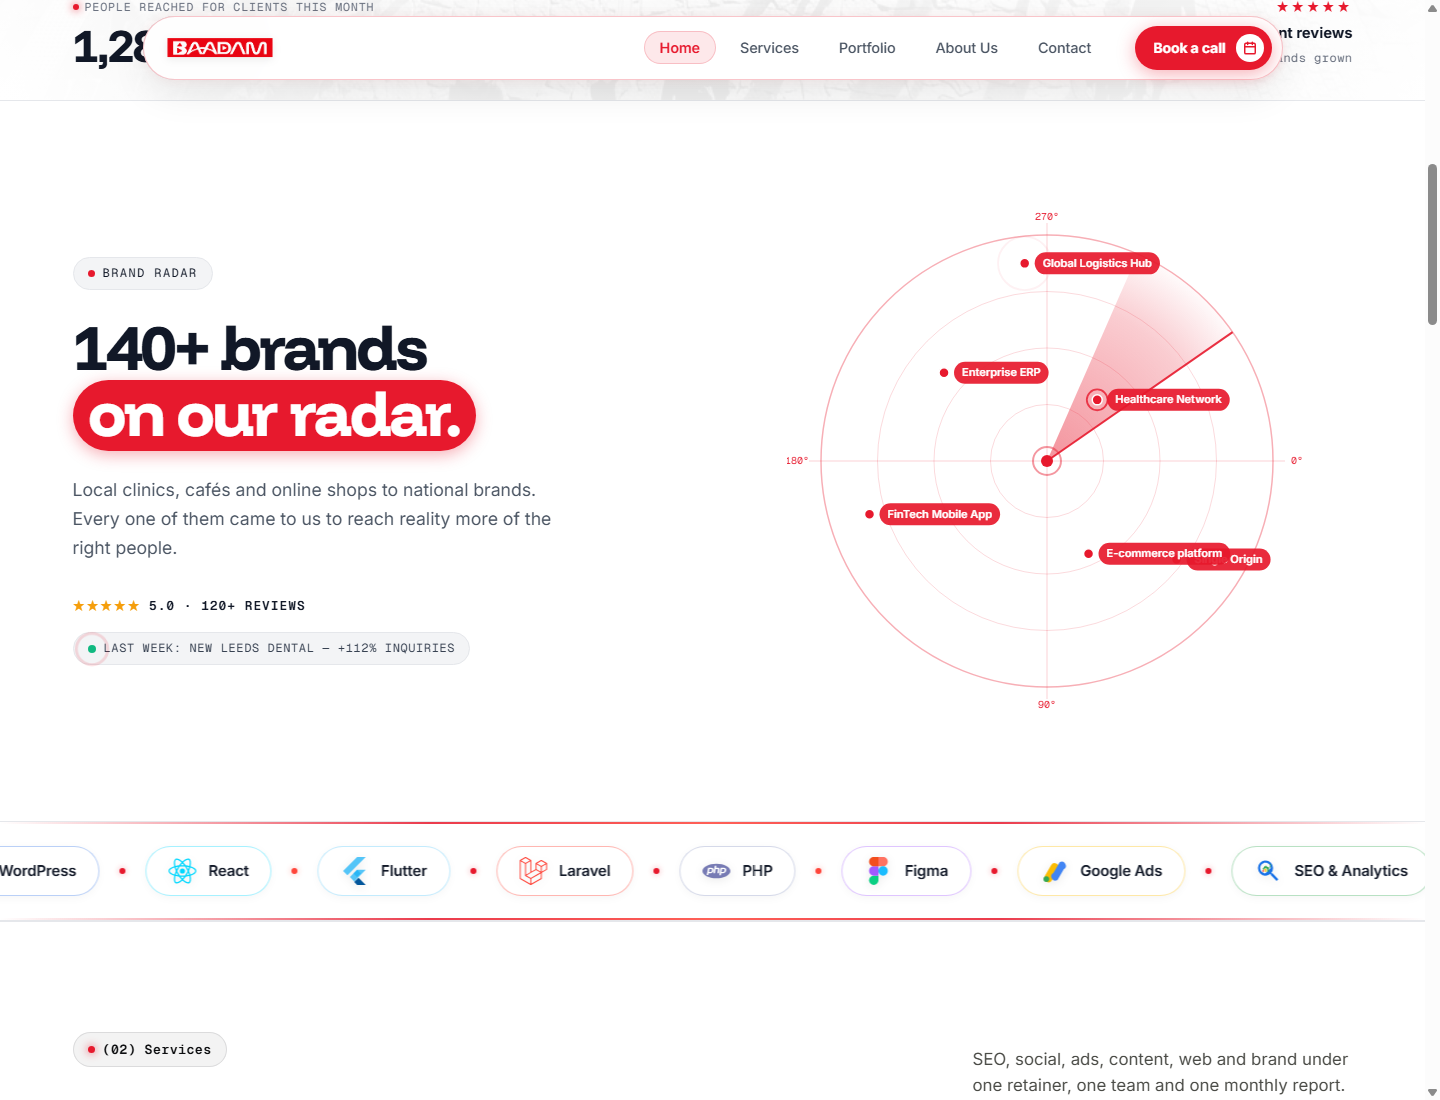 PEOPLE REACHED FOR CLIENTS THIS MONTH
★★★★★
1,28
BAADAM
Home
Services
Portfolio
About Us
Contact
Book a call
nt reviews
nds grown
BRAND RADAR
140+ brands
on our radar.
Local clinics, cafés and online shops to national brands.
Every one of them came to us to reach reality more of the
right people.
★★★★★ 5.0 · 120+ REVIEWS
LAST WEEK: NEW LEEDS DENTAL — +112% INQUIRIES
270°
Global Logistics Hub
Enterprise ERP
Healthcare Network
180°
0°
FinTech Mobile App
E-commerce platform
Origin
90°
WordPress
React
Flutter
Laravel
php
PHP
Figma
Google Ads
SEO & Analytics
(02) Services
SEO, social, ads, content, web and brand under
one retainer, one team and one monthly report.